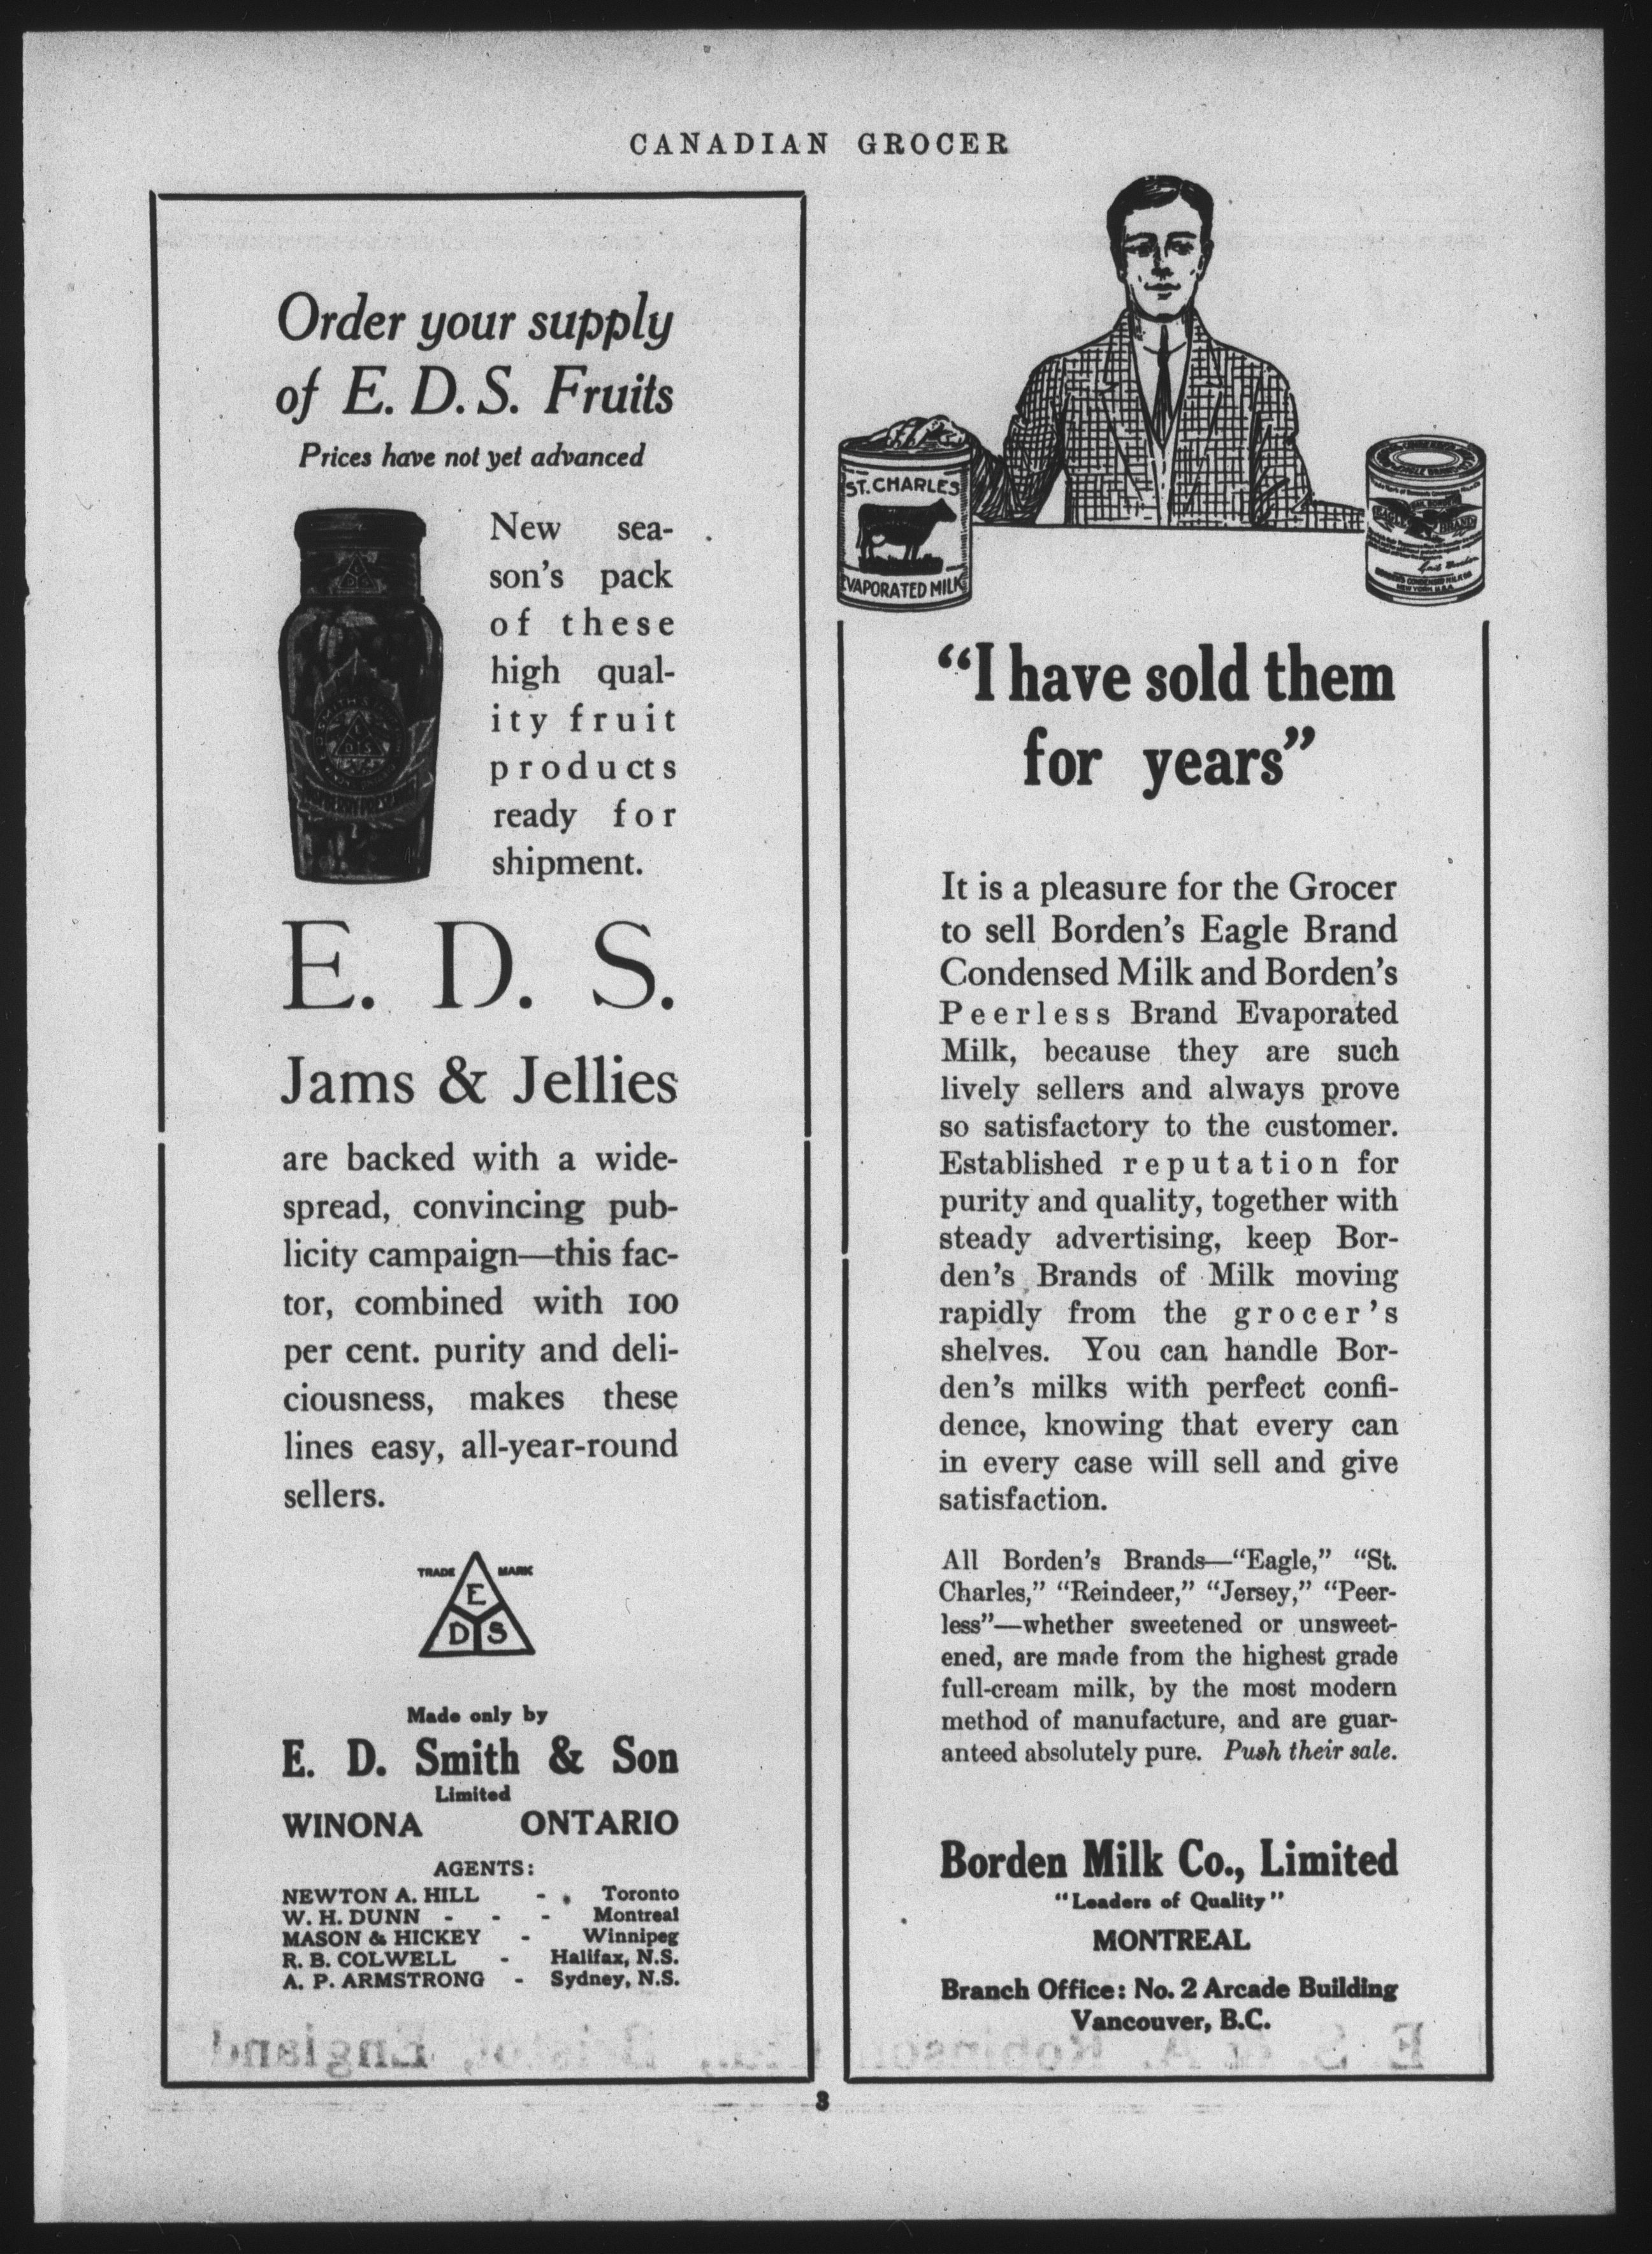 CANADIAN GROCER
Order your supply
of E. D. S. Fruits
Prices have not yet advanced
New sea-
son's pack
of these
high qual-
ity fruit
products
ready for
shipment.
E. D. S.
Jams & Jellies
are backed with a wide-
spread, convincing pub-
licity campaign—this fac-
tor, combined with 100
per cent. purity and deli-
ciousness, makes these
lines easy, all-year-round
sellers.
TRADE MARK
E
D S
Made only by
E. D. Smith & Son
Limited
WINONA ONTARIO
AGENTS:
NEWTON A. HILL - - Toronto
W. H. DUNN - - - Montreal
MASON & HICKEY - Winnipeg
R. B. COLWELL - Halifax, N.S.
A. P. ARMSTRONG - Sydney, N.S.
ST. CHARLES
EVAPORATED MILK
EAGLE BRAND
"I have sold them
for years"
It is a pleasure for the Grocer
to sell Borden's Eagle Brand
Condensed Milk and Borden's
Peerless Brand Evaporated
Milk, because they are such
lively sellers and always prove
so satisfactory to the customer.
Established reputation for
purity and quality, together with
steady advertising, keep Bor-
den's Brands of Milk moving
rapidly from the grocer's
shelves. You can handle Bor-
den's milks with perfect confi-
dence, knowing that every can
in every case will sell and give
satisfaction.
All Borden's Brands—"Eagle," "St.
Charles," "Reindeer," "Jersey," "Peer-
less"—whether sweetened or unsweet-
ened, are made from the highest grade
full-cream milk, by the most modern
method of manufacture, and are guar-
anteed absolutely pure. Push their sale.
Borden Milk Co., Limited
"Leaders of Quality"
MONTREAL
Branch Office: No. 2 Arcade Building
Vancouver, B.C.
3